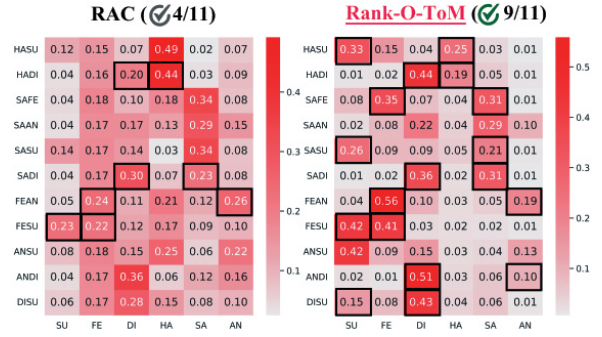 RAC (4/11)
HASU 0.12 0.15 0.07 0.49 0.02 0.07
HADI 0.04 0.16 0.20 0.44 0.03 0.09
SAFE 0.04 0.18 0.10 0.18 0.34 0.08
SAAN 0.04 0.17 0.17 0.13 0.29 0.15
SASU 0.14 0.17 0.14 0.03 0.34 0.08
SADI 0.04 0.17 0.30 0.07 0.23 0.08
FEAN 0.05 0.24 0.11 0.21 0.12 0.26
FESU 0.23 0.22 0.12 0.17 0.09 0.10
ANSU 0.08 0.18 0.15 0.25 0.06 0.22
ANDI 0.04 0.17 0.36 0.06 0.12 0.16
DISU 0.06 0.17 0.28 0.15 0.08 0.10
SU FE DI HA SA AN
0.4
0.3
0.2
0.1
Rank-O-ToM (9/11)
HASU 0.33 0.15 0.04 0.25 0.03 0.01
HADI 0.01 0.02 0.44 0.19 0.05 0.01
SAFE 0.08 0.35 0.07 0.04 0.31 0.01
SAAN 0.02 0.08 0.22 0.04 0.29 0.10
SASU 0.26 0.09 0.09 0.05 0.21 0.01
SADI 0.01 0.02 0.36 0.03 0.31 0.01
FEAN 0.04 0.56 0.10 0.03 0.04 0.19
FESU 0.42 0.41 0.03 0.02 0.02 0.01
ANSU 0.42 0.09 0.15 0.03 0.04 0.13
ANDI 0.02 0.01 0.51 0.03 0.06 0.10
DISU 0.15 0.08 0.43 0.04 0.06 0.01
SU FE DI HA SA AN
0.5
0.4
0.3
0.2
0.1